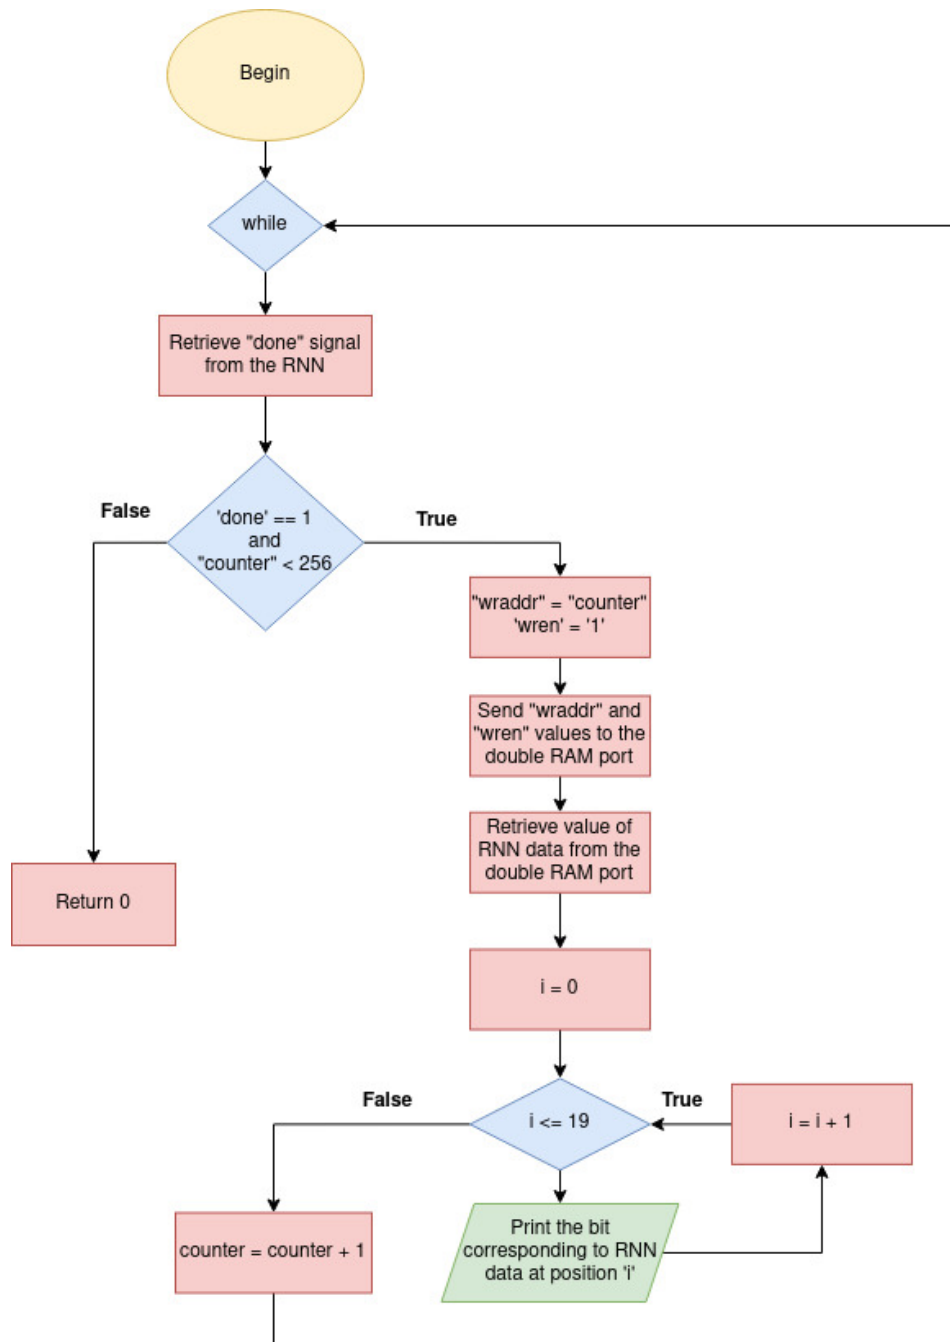 Begin
while
Retrieve "done" signal
from the RNN
False
'done' == 1
and
"counter" < 256
True
"wraddr" = "counter"
'wren' = '1'
Send "wraddr" and
"wren" values to the
double RAM port
Retrieve value of
RNN data from the
double RAM port
Return 0
i = 0
False
i <= 19
True
i = i + 1
counter = counter + 1
Print the bit
corresponding to RNN
data at position 'i'